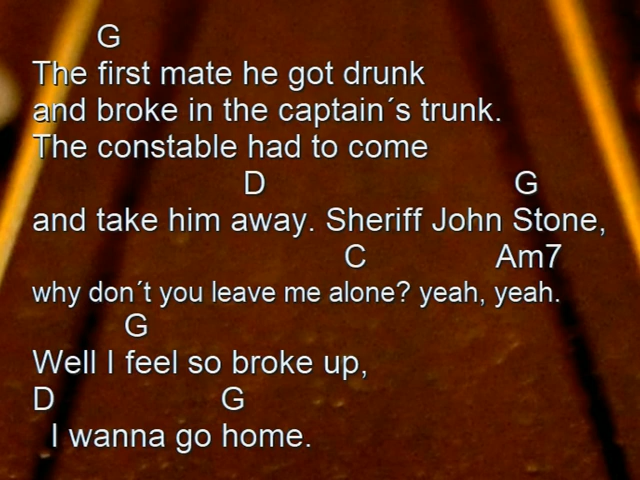 G
The first mate he got drunk
and broke in the captain´s trunk.
The constable had to come
D G
and take him away. Sheriff John Stone,
C Am7
why don´t you leave me alone? yeah, yeah.
G
Well I feel so broke up,
D G
I wanna go home.